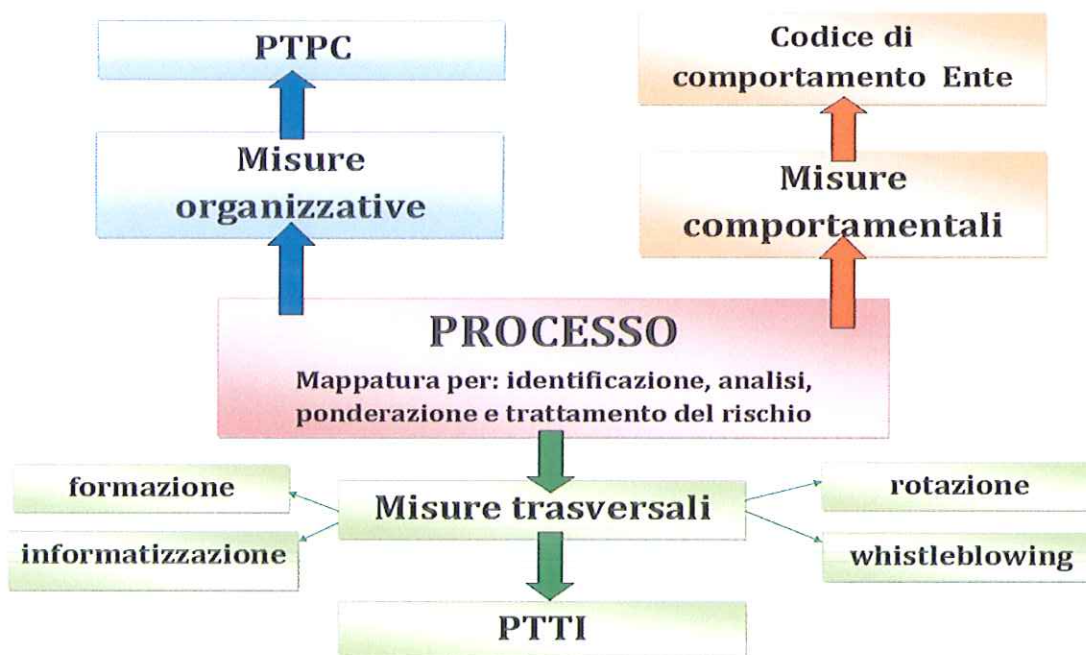 PTPC
Codice di
comportamento Ente
Misure
organizzative
Misure
comportamentali
PROCESSO
Mappatura per: identificazione, analisi,
ponderazione e trattamento del rischio
formazione
Misure trasversali
rotazione
informatizzazione
whistleblowing
PTTI